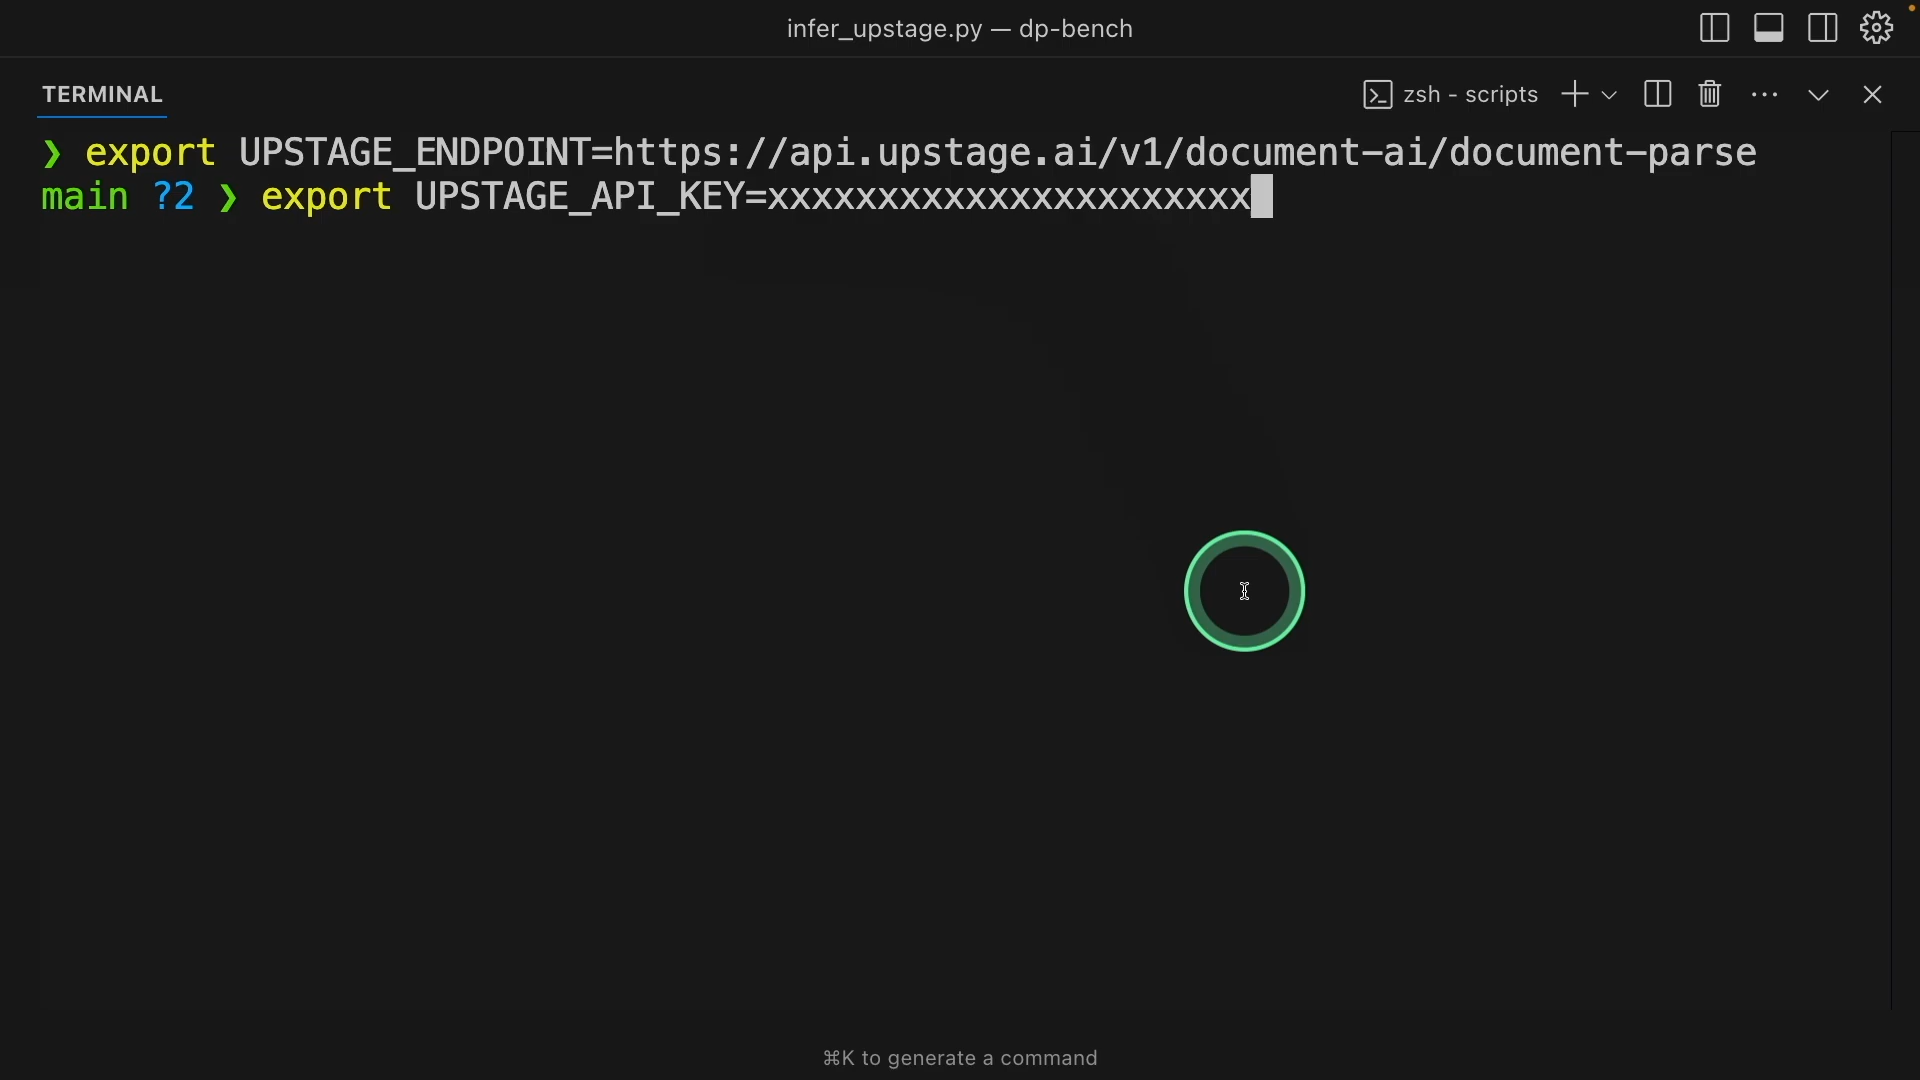 infer_upstage.py — dp-bench
TERMINAL
zsh - scripts
❯ export UPSTAGE_ENDPOINT=https://api.upstage.ai/v1/document-ai/document-parse
main ?2 ❯ export UPSTAGE_API_KEY=xxxxxxxxxxxxxxxxxxxxxx
⌘K to generate a command